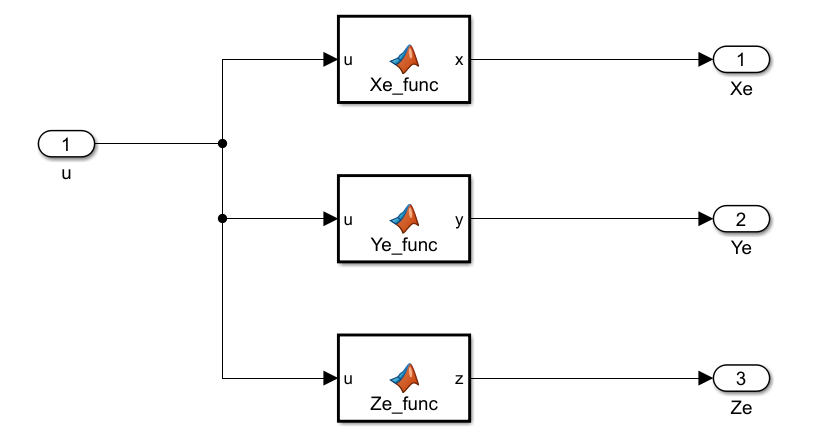 u x 1
Xe_func
Xe
1
u
u y 2
Ye_func
Ye
u z 3
Ze_func
Ze